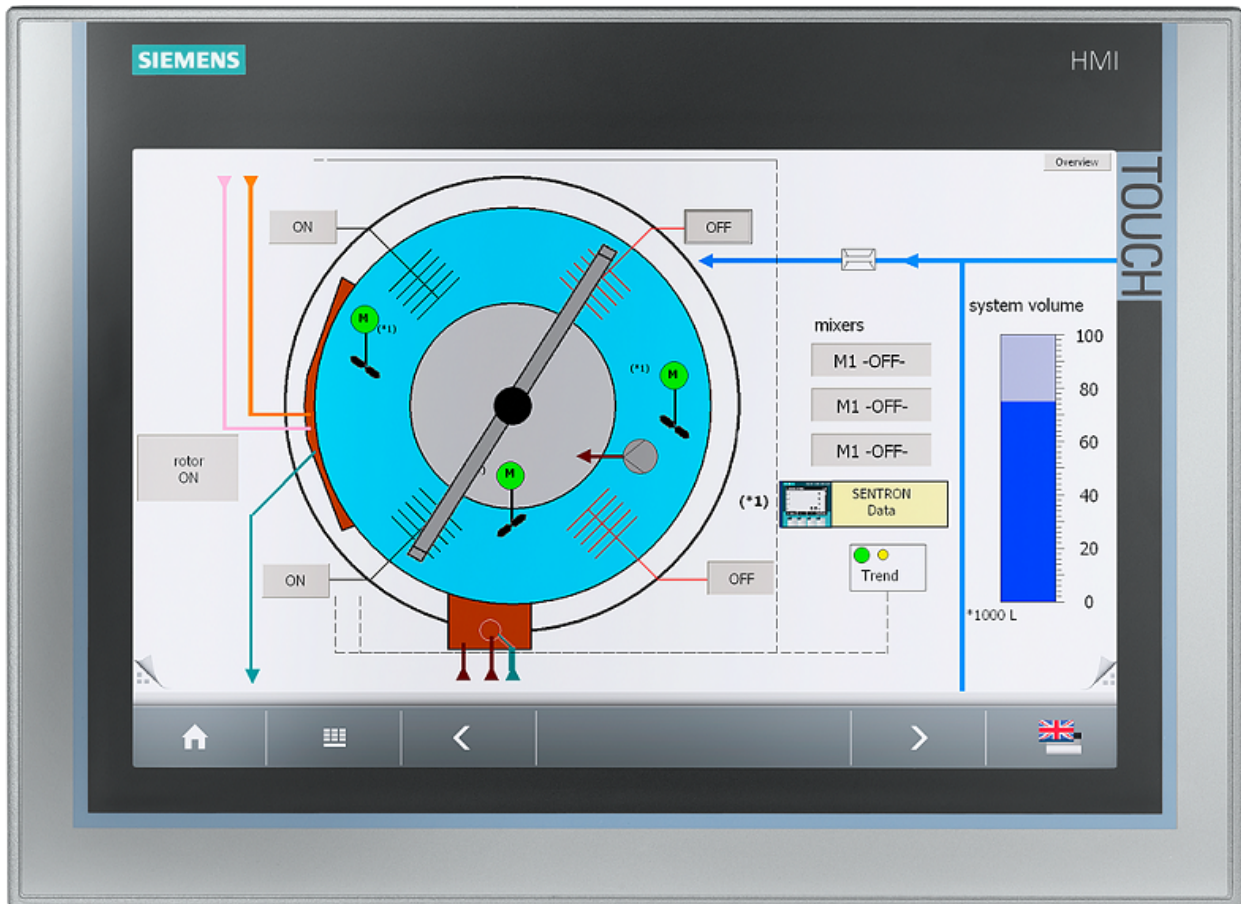 SIEMENS
HMI
TOUCH
Overview
ON
OFF
M
(*1)
(*1)
M
M
rotor
ON
ON
OFF
mixers
M1 -OFF-
M1 -OFF-
M1 -OFF-
(*1)
SENTRON
Data
Trend
system volume
100
80
60
40
20
0
*1000 L